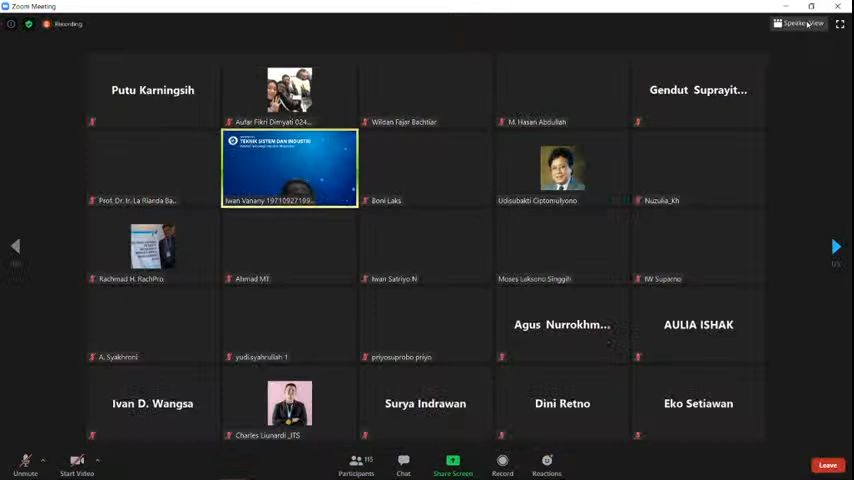 Zoom Meeting
Recording
Speaker View
Putu Karningsih
Aufar Fikri Dimyati 024...
Wildan Fajar Bachtiar
M. Hasan Abdullah
Gendut Suprayit...
Prof. Dr. Ir. La Rianda Ba...
TEKNIK SISTEM DAN INDUSTRI
Iwan Vanany 19710927199...
Boni Laks
Udisubakti Ciptomulyono
Nuzulia_Kh
Rachmad H. RachPro
Ahmad MT
Iwan Satriyo N
Moses Laksono Singgih
IW Suparno
A. Syakhroni
yudi.syahrullah 1
priyosuprobo priyo
Agus Nurrokhm...
AULIA ISHAK
Ivan D. Wangsa
Charles Liunardi _ITS
Surya Indrawan
Dini Retno
Eko Setiawan
Unmute
Start Video
115
Participants
Chat
Share Screen
Record
Reactions
Leave